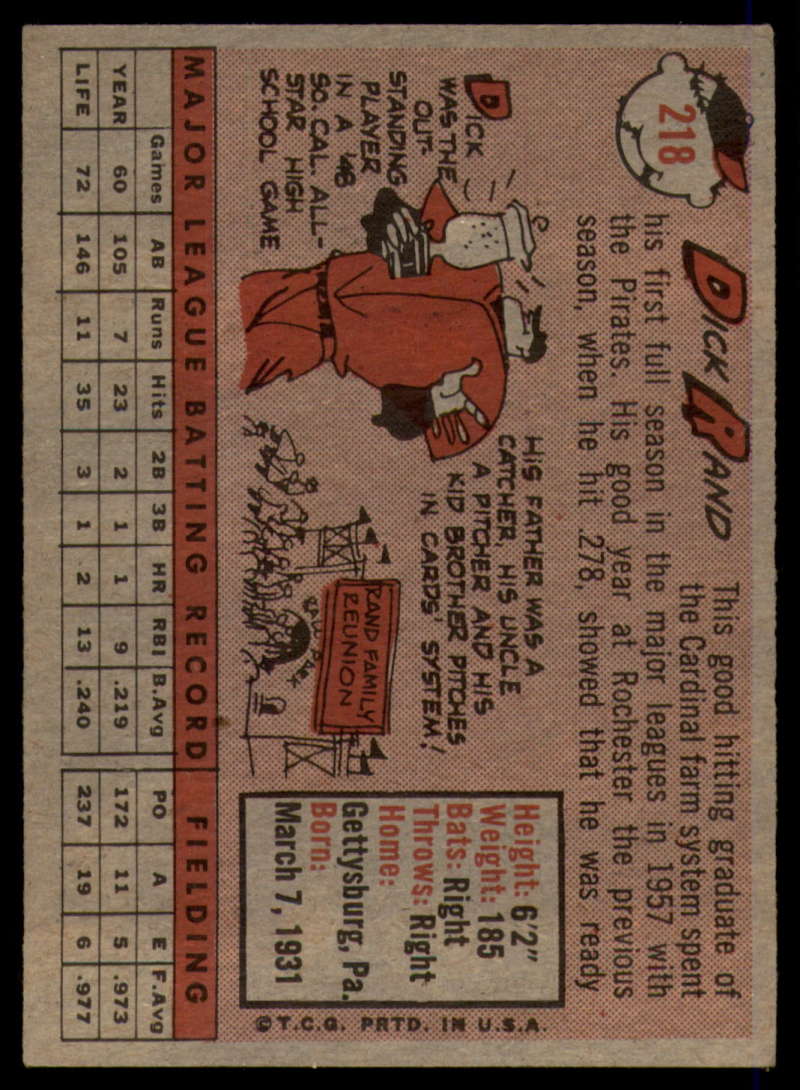 218
DICK RAND
This good hitting graduate of
the Cardinal farm system spent
his first full season in the major leagues in 1957 with
the Pirates. His good year at Rochester the previous
season, when he hit .278, showed that he was ready
DICK
WAS THE
OUT-
STANDING
PLAYER
IN A '48
SO. CAL. ALL-
STAR HIGH
SCHOOL GAME
HIS FATHER WAS A
CATCHER, HIS UNCLE
A PITCHER AND HIS
KID BROTHER PITCHES
IN CARDS' SYSTEM!
RAND FAMILY
REUNION
BALL PARK
Height: 6'2"
Weight: 185
Bats: Right
Throws: Right
Home:
Gettysburg, Pa.
Born:
March 7, 1931
©T.C.G. PRTD. IN U.S.A.
MAJOR LEAGUE BATTING RECORD FIELDING
Games AB Runs Hits 2B 3B HR RBI B.Avg PO A E F.Avg
YEAR 60 105 7 23 2 1 1 9 .219 172 11 5 .973
LIFE 72 146 11 35 3 1 2 13 .240 237 19 6 .977